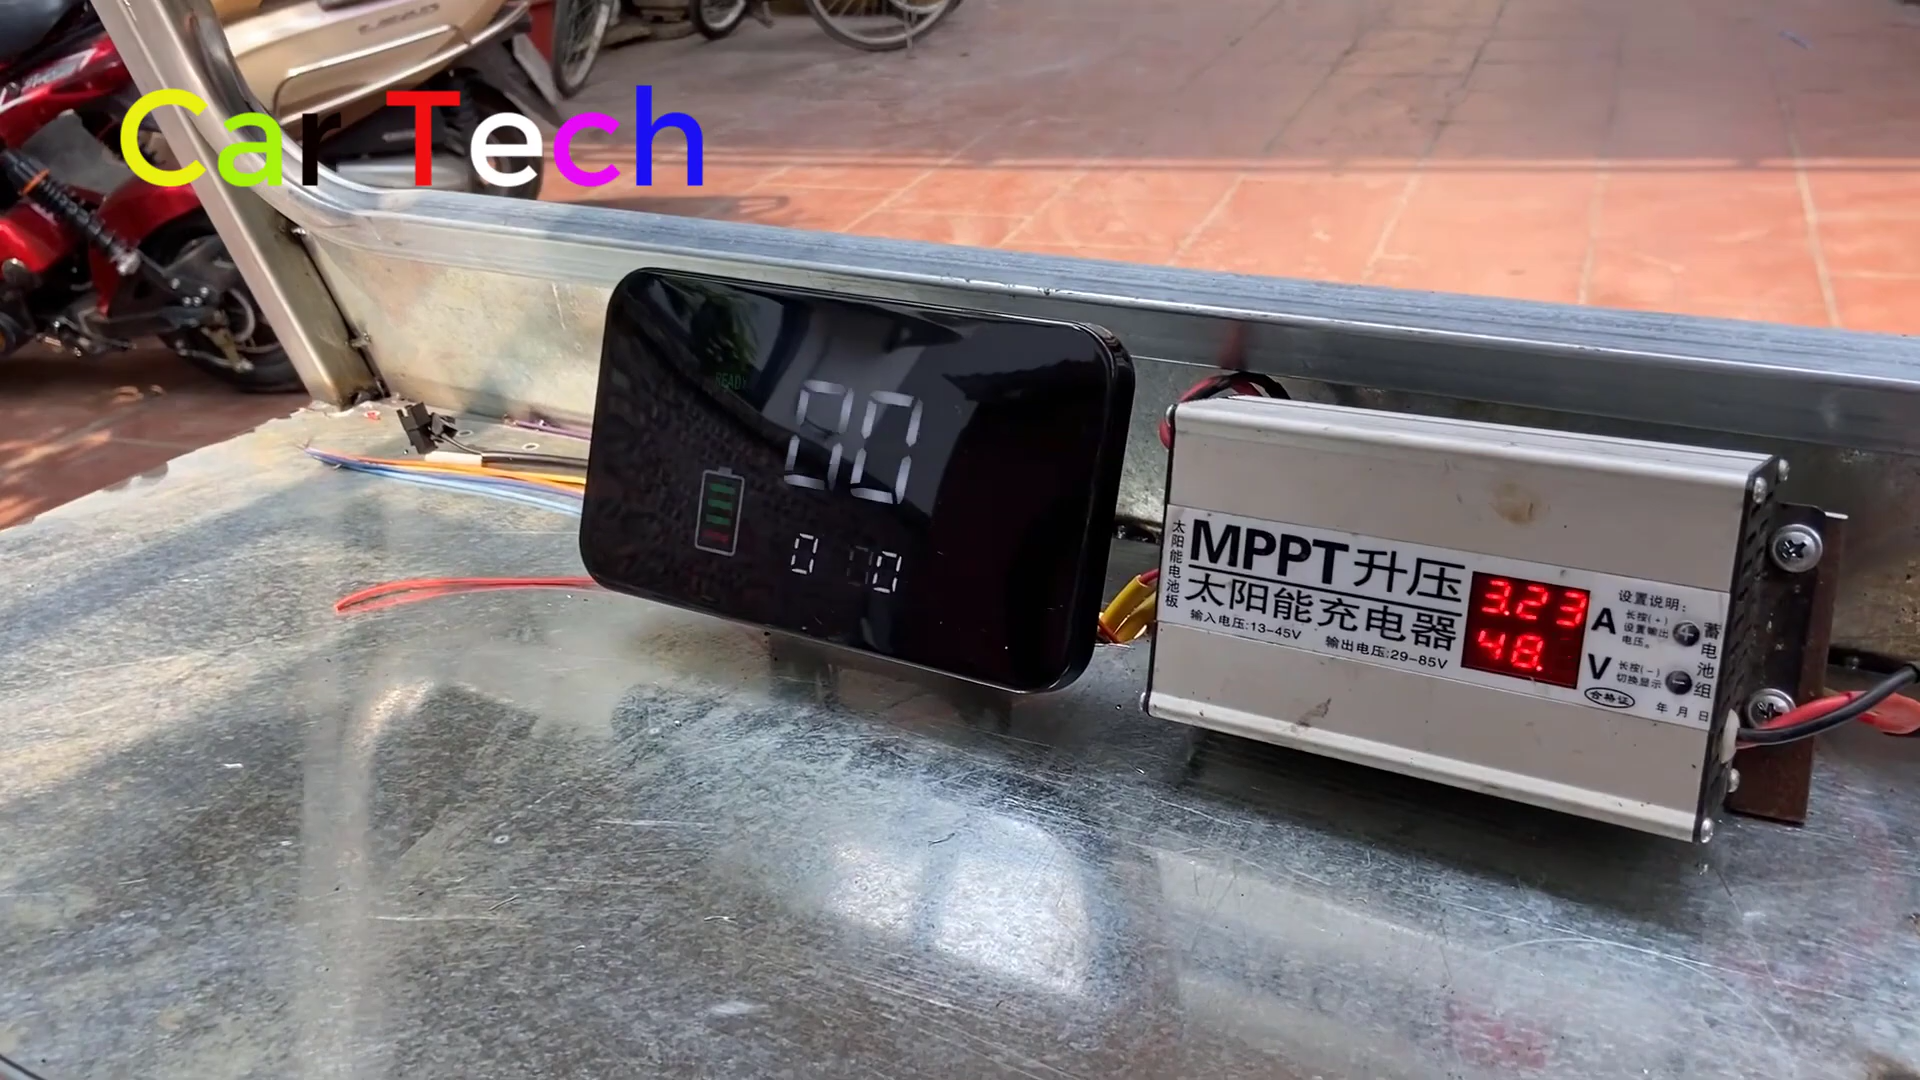 Car Tech
READY
80
0 0
太阳能电池板
MPPT升压
太阳能充电器
输入电压:13-45V 输出电压:29-85V
3.23 A
48. V
设置说明:
长按(+)
设置输出
电压。
长按(-)
切换显示
+
-
蓄电池组
合格证
年 月 日